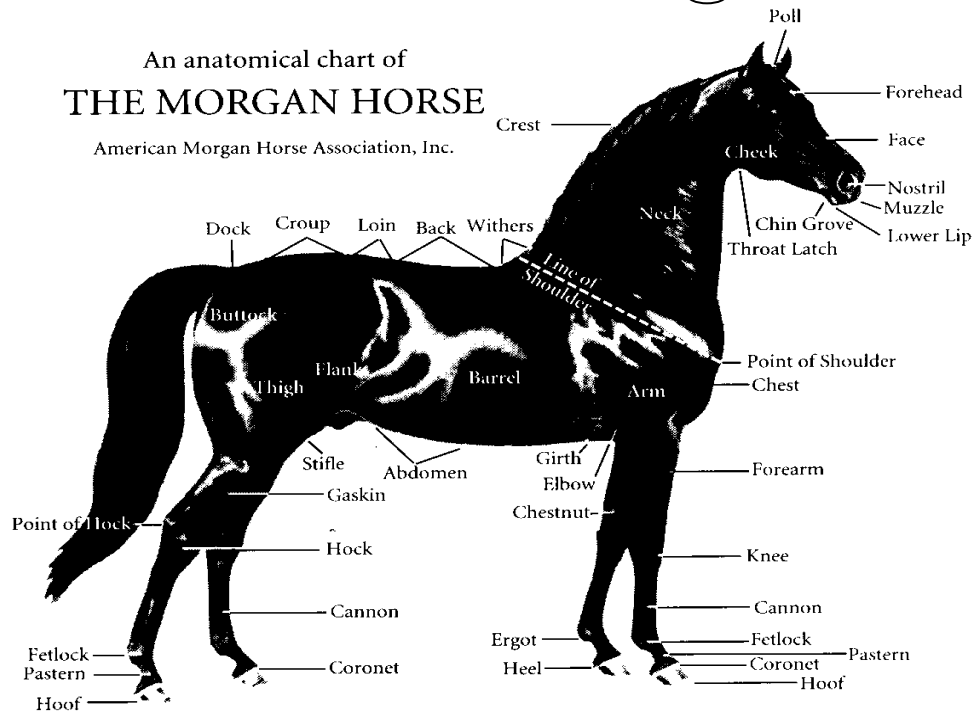 Poll
An anatomical chart of
THE MORGAN HORSE
American Morgan Horse Association, Inc.
Forehead
Crest
Face
Cheek
Nostril
Muzzle
Neck
Chin Grove
Lower Lip
Throat Latch
Dock
Croup
Loin
Back
Withers
Line of
Shoulder
Buttock
Point of Shoulder
Flank
Thigh
Barrel
Arm
Chest
Stifle
Abdomen
Girth
Elbow
Forearm
Gaskin
Chestnut
Point of Hock
Hock
Knee
Cannon
Cannon
Ergot
Fetlock
Fetlock
Pastern
Pastern
Coronet
Heel
Coronet
Hoof
Hoof